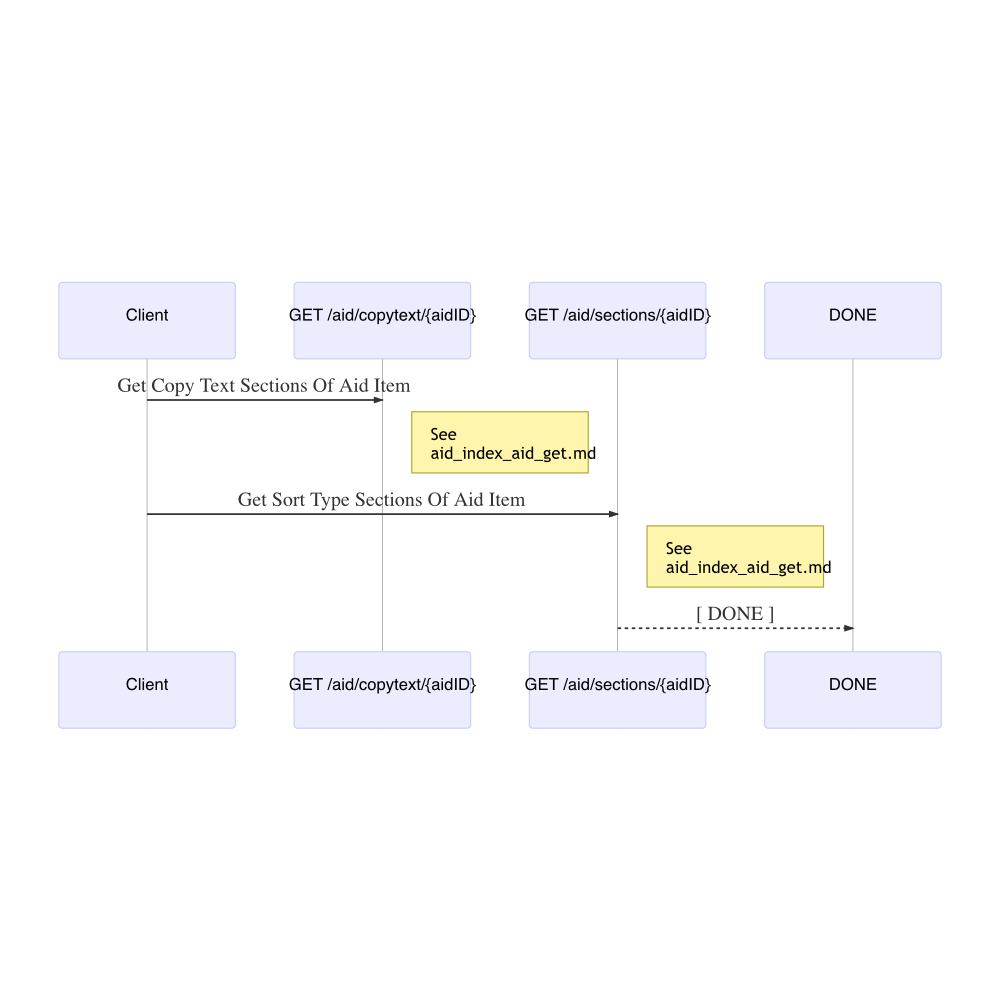 Client
GET /aid/copytext/{aidID}
GET /aid/sections/{aidID}
DONE
Get Copy Text Sections Of Aid Item
See
aid_index_aid_get.md
Get Sort Type Sections Of Aid Item
See
aid_index_aid_get.md
[ DONE ]
Client
GET /aid/copytext/{aidID}
GET /aid/sections/{aidID}
DONE